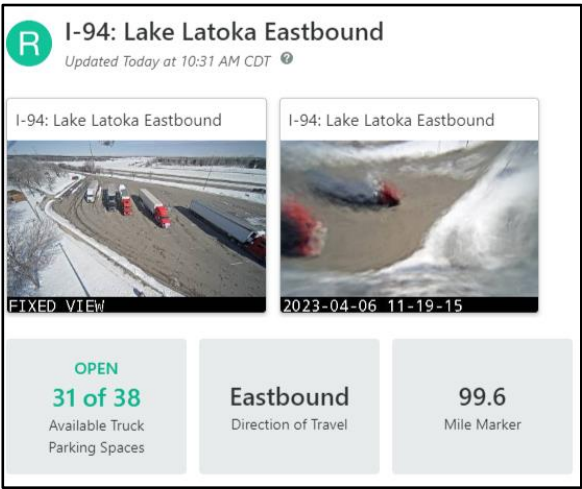 R
I-94: Lake Latoka Eastbound
Updated Today at 10:31 AM CDT ?
I-94: Lake Latoka Eastbound
I-94: Lake Latoka Eastbound
FIXED VIEW
2023-04-06 11-19-15
OPEN
31 of 38
Available Truck
Parking Spaces
Eastbound
Direction of Travel
99.6
Mile Marker